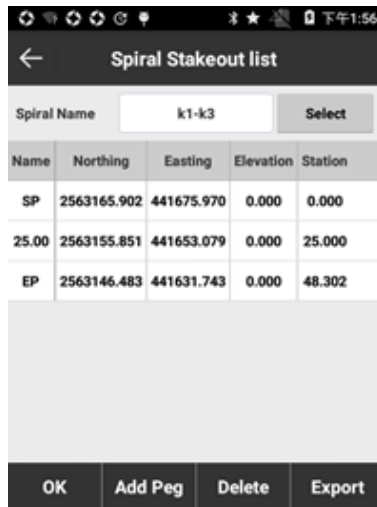 下午1:56
Spiral Stakeout list
Spiral Name k1-k3 Select
Name Northing Easting Elevation Station
SP 2563165.902 441675.970 0.000 0.000
25.00 2563155.851 441653.079 0.000 25.000
EP 2563146.483 441631.743 0.000 48.302
OK Add Peg Delete Export